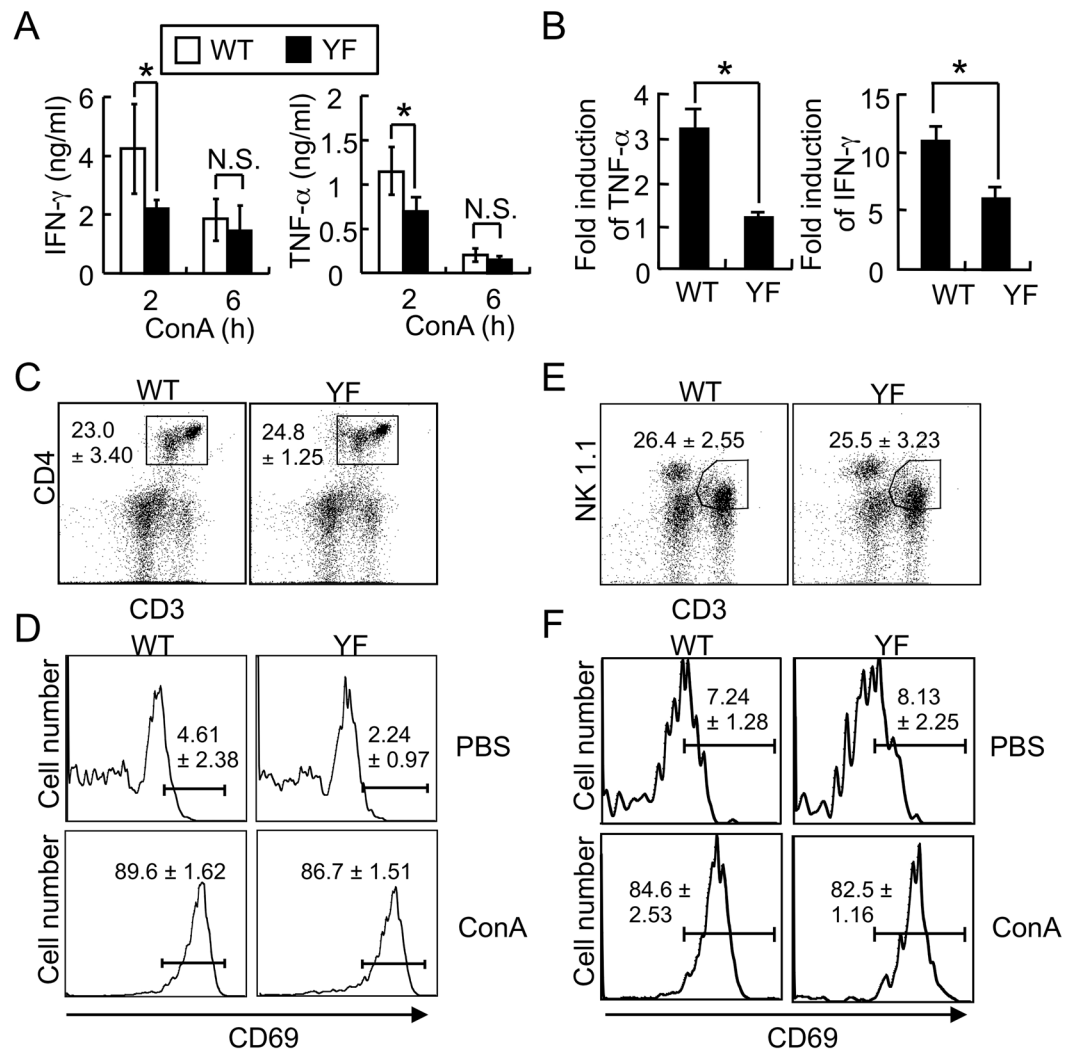 A
WT YF
*
IFN-γ (ng/ml)
6
4
2
0
N.S.
2 6
ConA (h)
TNF-α (ng/ml)
2
1.5
1
0.5
0
*
N.S.
2 6
ConA (h)
B
Fold induction
of TNF-α
4
3
2
1
0
*
WT YF
Fold induction
of IFN-γ
15
10
5
0
*
WT YF
C
WT YF
CD4
23.0
± 3.40
24.8
± 1.25
CD3
D
WT YF
Cell number
4.61
± 2.38
2.24
± 0.97
PBS
Cell number
89.6 ± 1.62
86.7 ± 1.51
ConA
CD69
E
WT YF
NK 1.1
26.4 ± 2.55
25.5 ± 3.23
CD3
F
WT YF
Cell number
7.24
± 1.28
8.13
± 2.25
PBS
Cell number
84.6 ±
2.53
82.5 ±
1.16
ConA
CD69